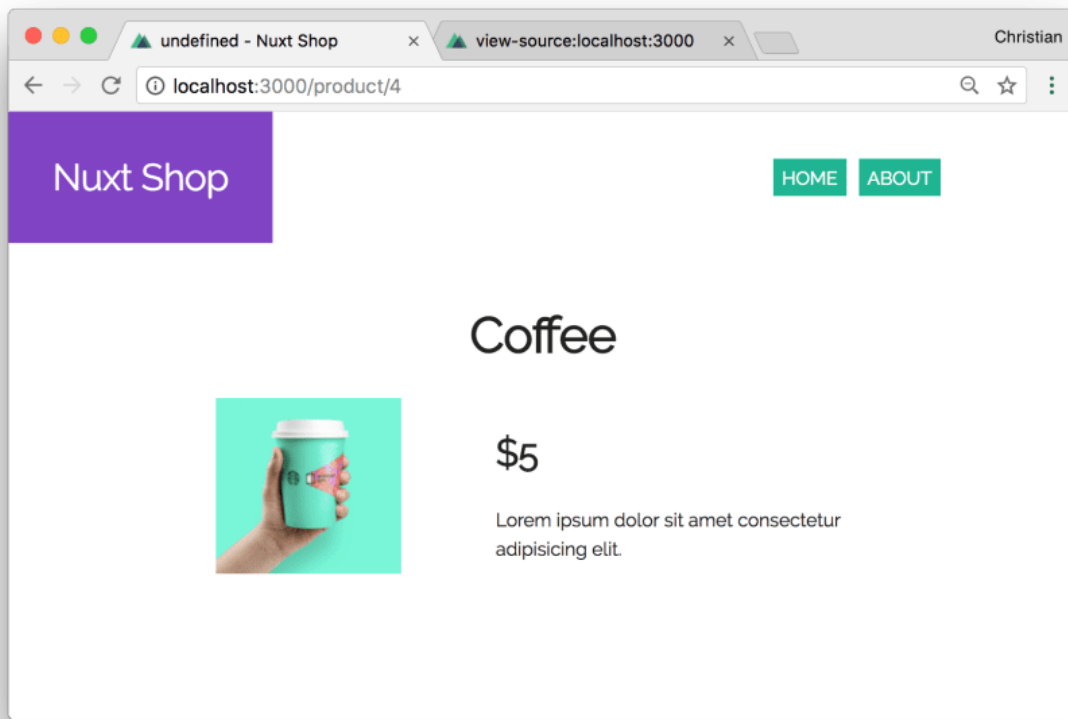 undefined - Nuxt Shop
view-source:localhost:3000
Christian
localhost:3000/product/4
Nuxt Shop
HOME
ABOUT
Coffee
$5
Lorem ipsum dolor sit amet consectetur
adipisicing elit.